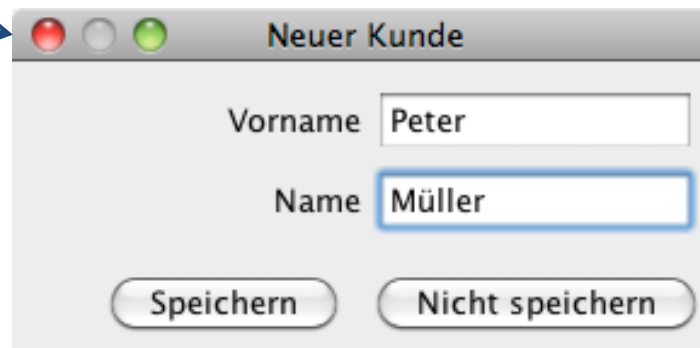 Neuer Kunde
Vorname Peter
Name Müller
Speichern Nicht speichern